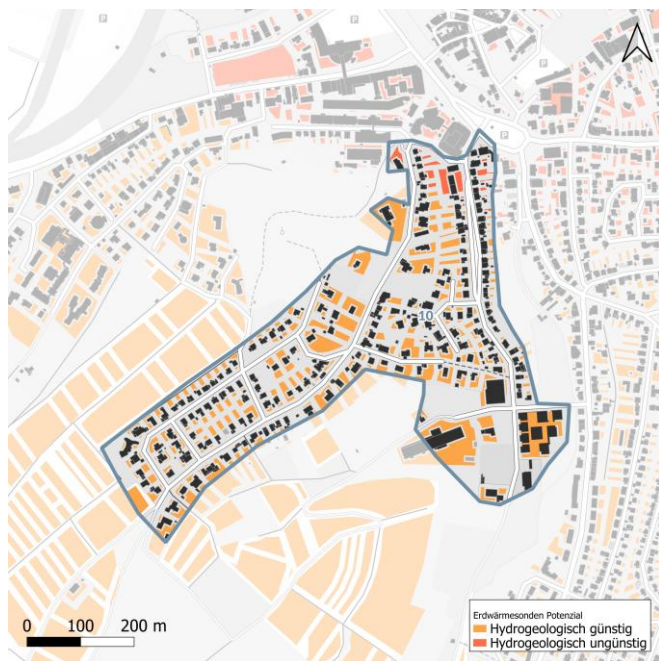 P
P
P
P
10
0 100 200 m
Erdwärmesonden Potenzial
Hydrogeologisch günstig
Hydrogeologisch ungünstig